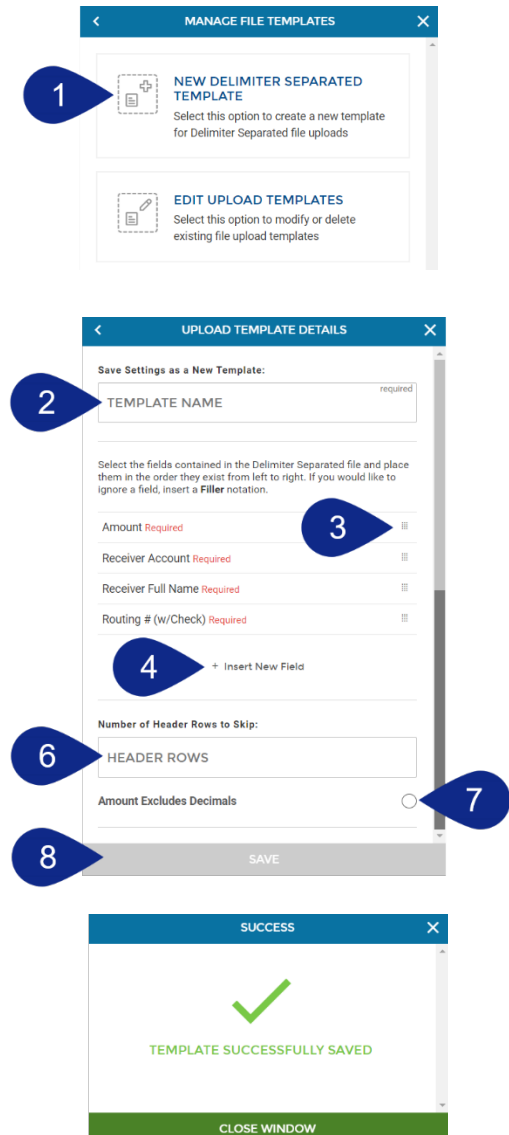 MANAGE FILE TEMPLATES
1
NEW DELIMITER SEPARATED
TEMPLATE
Select this option to create a new template
for Delimiter Separated file uploads
EDIT UPLOAD TEMPLATES
Select this option to modify or delete
existing file upload templates
UPLOAD TEMPLATE DETAILS
Save Settings as a New Template:
required
2
TEMPLATE NAME
Select the fields contained in the Delimiter Separated file and place
them in the order they exist from left to right. If you would like to
ignore a field, insert a Filler notation.
Amount Required
3
Receiver Account Required
Receiver Full Name Required
Routing # (w/Check) Required
4
+ Insert New Field
Number of Header Rows to Skip:
6
HEADER ROWS
Amount Excludes Decimals
7
8
SAVE
SUCCESS
TEMPLATE SUCCESSFULLY SAVED
CLOSE WINDOW